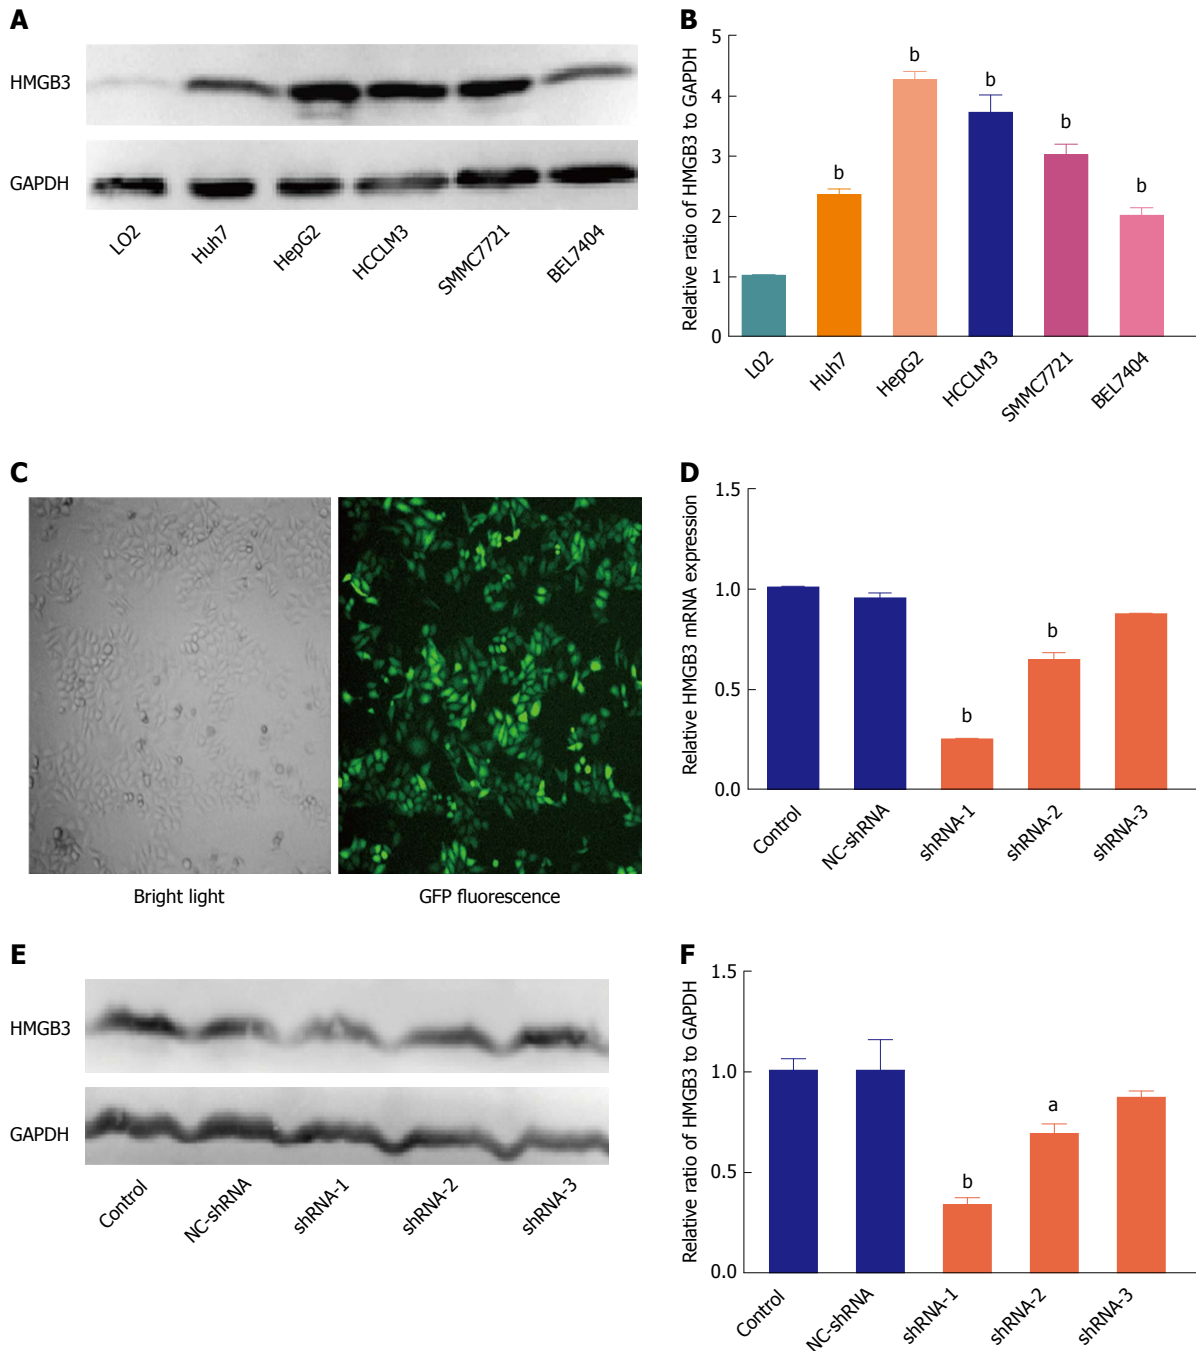 A
HMGB3
GAPDH
LO2
Huh7
HepG2
HCCLM3
SMMC7721
BEL7404
B
Relative ratio of HMGB3 to GAPDH
5
4
3
2
1
0
b
b
b
b
b
L02
Huh7
HepG2
HCCLM3
SMMC7721
BEL7404
C
Bright light
GFP fluorescence
D
Relative HMGB3 mRNA expression
1.5
1.0
0.5
0.0
b
b
Control
NC-shRNA
shRNA-1
shRNA-2
shRNA-3
E
HMGB3
GAPDH
Control
NC-shRNA
shRNA-1
shRNA-2
shRNA-3
F
Relative ratio of HMGB3 to GAPDH
1.5
1.0
0.5
0.0
b
a
Control
NC-shRNA
shRNA-1
shRNA-2
shRNA-3